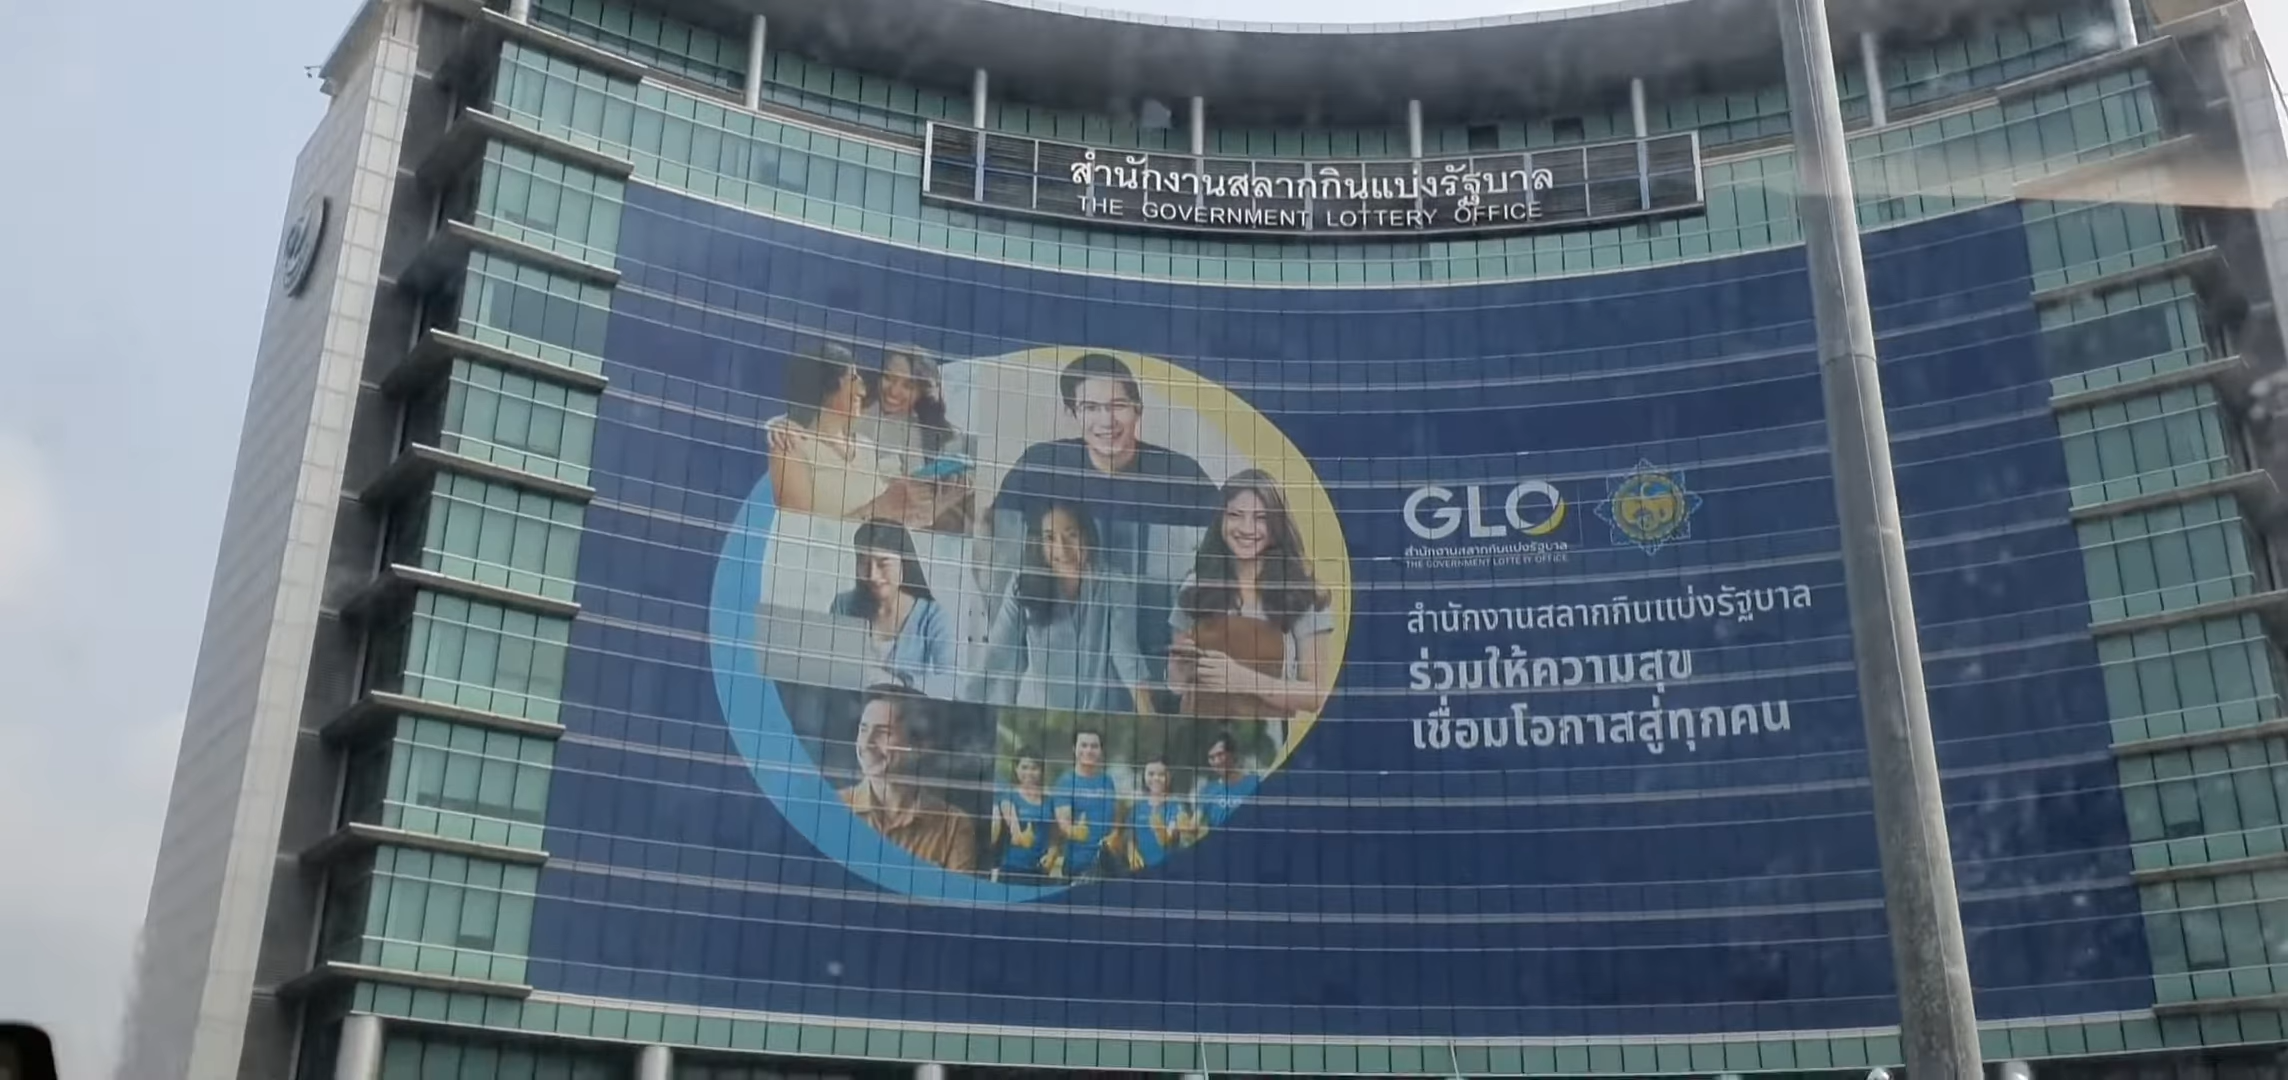 สำนักงานสลากกินแบ่งรัฐบาล
THE GOVERNMENT LOTTERY OFFICE
GLO
สำนักงานสลากกินแบ่งรัฐบาล
THE GOVERNMENT LOTTERY OFFICE
สำนักงานสลากกินแบ่งรัฐบาล
ร่วมให้ความสุข
เชื่อมโอกาสสู่ทุกคน